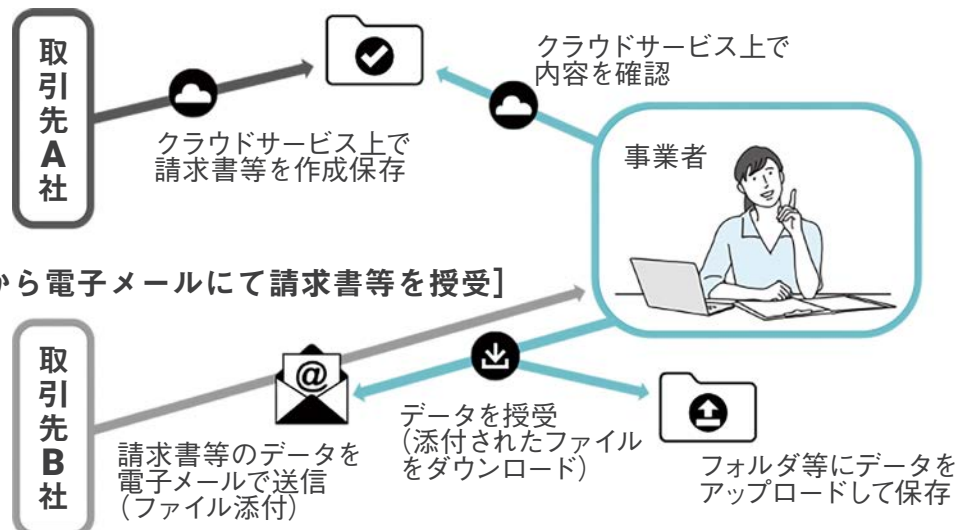 取引先A社
クラウドサービス上で
請求書等を作成保存
クラウドサービス上で
内容を確認
事業者
から電子メールにて請求書等を授受]
取引先B社
@
請求書等のデータを
電子メールで送信
(ファイル添付)
データを授受
(添付されたファイル
をダウンロード)
フォルダ等にデータを
アップロードして保存